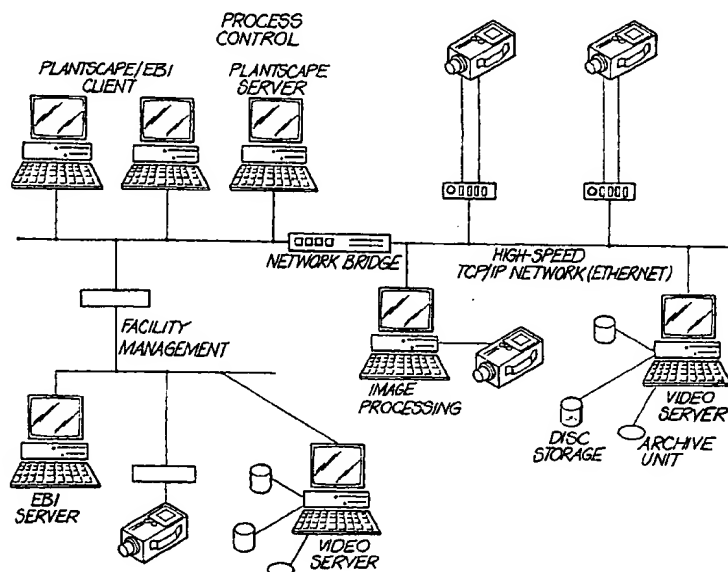 PROCESS
CONTROL
PLANTSCAPE/EBI
CLIENT
PLANTSCAPE
SERVER
NETWORK BRIDGE
HIGH-SPEED
TCP/IP NETWORK (ETHERNET)
FACILITY
MANAGEMENT
IMAGE
PROCESSING
DISC
STORAGE
VIDEO
SERVER
ARCHIVE
UNIT
EBI
SERVER
VIDEO
SERVER